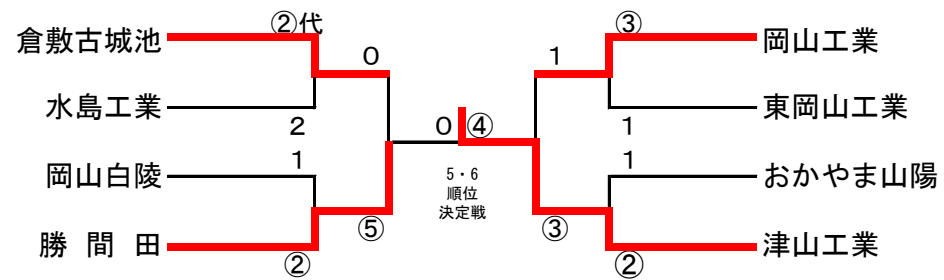 倉敷古城池
②代
0
水島工業
2
岡山白陵
1
勝間田
②
⑤
0
④
5・6
順位
決定戦
1
③
岡山工業
東岡山工業
1
おかやま山陽
1
③
津山工業
②